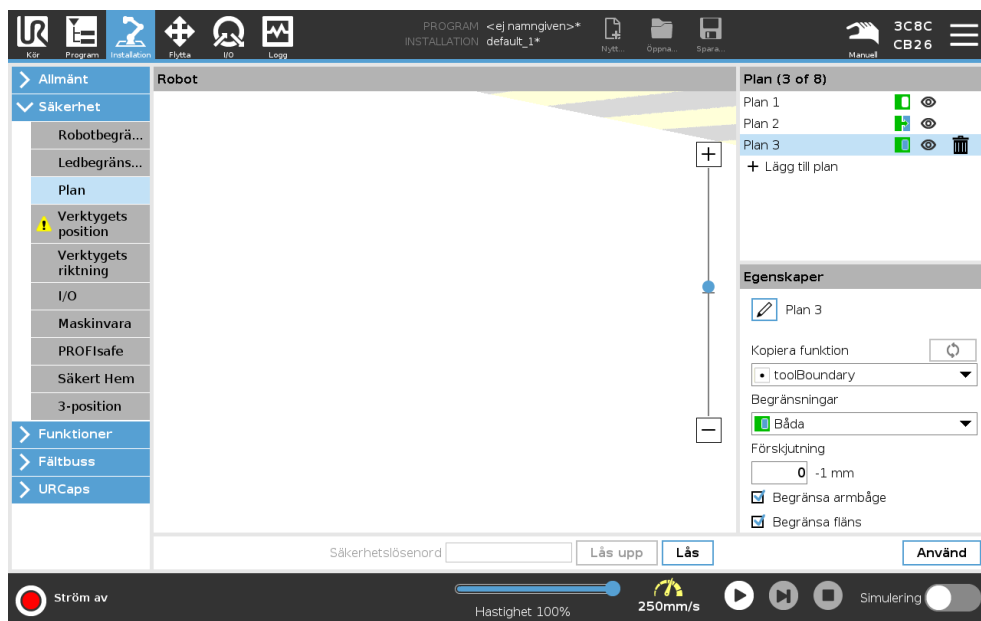 PROGRAM <ej namngiven>*
INSTALLATION default_1*
Kör
Program
Installation
Flytta
I/O
Logg
Nytt...
Öppna...
Spara...
Manuel
3C8C
CB26
Allmänt
Säkerhet
Robotbegrä...
Ledbegräns...
Plan
Verktygets
position
Verktygets
riktning
I/O
Maskinvara
PROFIsafe
Säkert Hem
3-position
Funktioner
Fältbuss
URCaps
Robot
+
−
Plan (3 of 8)
Plan 1
Plan 2
Plan 3
+ Lägg till plan
Egenskaper
Plan 3
Kopiera funktion
toolBoundary
Begränsningar
Båda
Förskjutning
0 -1 mm
Begränsa armbåge
Begränsa fläns
Säkerhetslösenord
Lås upp
Lås
Använd
Ström av
Hastighet 100%
250mm/s
Simulering